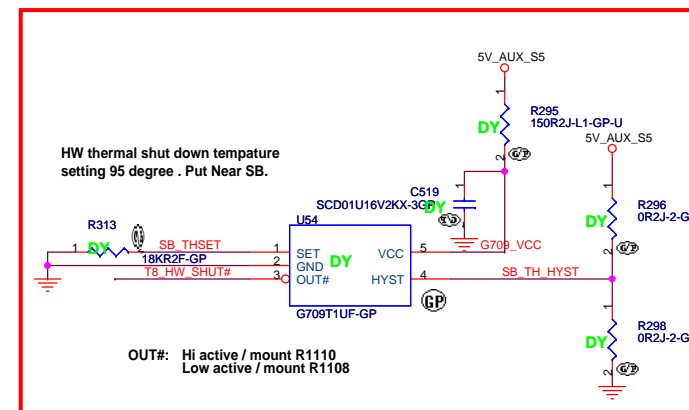 5V_AUX_S5
1
DY
R295
150R2J-L1-GP-U
2
G/P
5V_AUX_S5
HW thermal shut down tempature
setting 95 degree . Put Near SB.
1
C519
SCD01U16V2KX-3GP
DY
1
R296
0R2J-2-G
DY
2
G/P
R313
1
DY
18KR2F-GP
SB_THSET
U54
G709_VCC
1 SET
VCC 5
2 GND
DY
T8_HW_SHUT#
3 OUT#
HYST 4
SB_TH_HYST
GP
G709T1UF-GP
1
R298
0R2J-2-G
DY
2
G/P
OUT#: Hi active / mount R1110
Low active / mount R1108